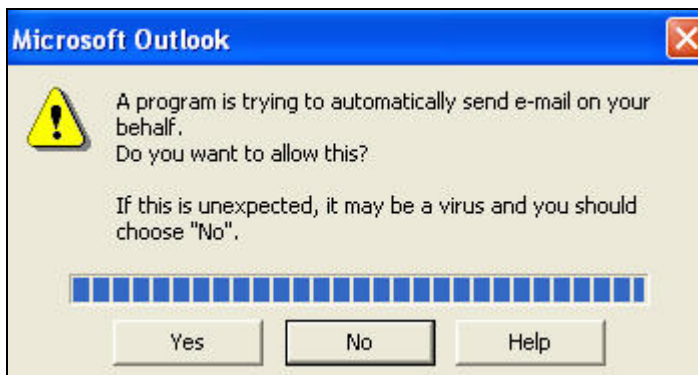 Microsoft Outlook
A program is trying to automatically send e-mail on your
behalf.
Do you want to allow this?
If this is unexpected, it may be a virus and you should
choose "No".
Yes No Help